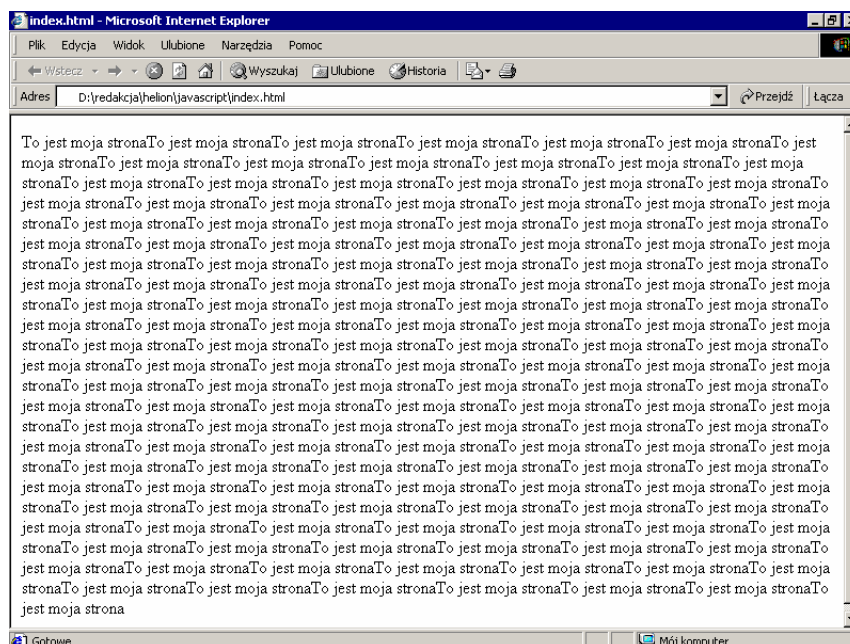 index.html - Microsoft Internet Explorer
Plik Edycja Widok Ulubione Narzędzia Pomoc
Wstecz Wyszukaj Ulubione Historia
Adres D:\redakcja\helion\javascript\index.html Przejdź Łącza
To jest moja stronaTo jest moja stronaTo jest moja stronaTo jest moja stronaTo jest moja stronaTo jest moja stronaTo jest
moja stronaTo jest moja stronaTo jest moja stronaTo jest moja stronaTo jest moja stronaTo jest moja stronaTo jest moja
stronaTo jest moja stronaTo jest moja stronaTo jest moja stronaTo jest moja stronaTo jest moja stronaTo jest moja stronaTo
jest moja stronaTo jest moja stronaTo jest moja stronaTo jest moja stronaTo jest moja stronaTo jest moja stronaTo jest moja
stronaTo jest moja stronaTo jest moja stronaTo jest moja stronaTo jest moja stronaTo jest moja stronaTo jest moja stronaTo
jest moja stronaTo jest moja stronaTo jest moja stronaTo jest moja stronaTo jest moja stronaTo jest moja stronaTo jest moja
stronaTo jest moja stronaTo jest moja stronaTo jest moja stronaTo jest moja stronaTo jest moja stronaTo jest moja stronaTo
jest moja stronaTo jest moja stronaTo jest moja stronaTo jest moja stronaTo jest moja stronaTo jest moja stronaTo jest moja
stronaTo jest moja stronaTo jest moja stronaTo jest moja stronaTo jest moja stronaTo jest moja stronaTo jest moja stronaTo
jest moja stronaTo jest moja stronaTo jest moja stronaTo jest moja stronaTo jest moja stronaTo jest moja stronaTo jest moja
stronaTo jest moja stronaTo jest moja stronaTo jest moja stronaTo jest moja stronaTo jest moja stronaTo jest moja stronaTo
jest moja stronaTo jest moja stronaTo jest moja stronaTo jest moja stronaTo jest moja stronaTo jest moja stronaTo jest moja
stronaTo jest moja stronaTo jest moja stronaTo jest moja stronaTo jest moja stronaTo jest moja stronaTo jest moja stronaTo
jest moja stronaTo jest moja stronaTo jest moja stronaTo jest moja stronaTo jest moja stronaTo jest moja stronaTo jest moja
stronaTo jest moja stronaTo jest moja stronaTo jest moja stronaTo jest moja stronaTo jest moja stronaTo jest moja stronaTo
jest moja stronaTo jest moja stronaTo jest moja stronaTo jest moja stronaTo jest moja stronaTo jest moja stronaTo jest moja
stronaTo jest moja stronaTo jest moja stronaTo jest moja stronaTo jest moja stronaTo jest moja stronaTo jest moja stronaTo
jest moja stronaTo jest moja stronaTo jest moja stronaTo jest moja stronaTo jest moja stronaTo jest moja stronaTo jest moja
stronaTo jest moja stronaTo jest moja stronaTo jest moja stronaTo jest moja stronaTo jest moja stronaTo jest moja stronaTo
jest moja stronaTo jest moja stronaTo jest moja stronaTo jest moja stronaTo jest moja stronaTo jest moja stronaTo jest moja
stronaTo jest moja stronaTo jest moja stronaTo jest moja stronaTo jest moja stronaTo jest moja stronaTo jest moja stronaTo
jest moja stronaTo jest moja stronaTo jest moja stronaTo jest moja stronaTo jest moja stronaTo jest moja stronaTo jest moja
stronaTo jest moja stronaTo jest moja stronaTo jest moja stronaTo jest moja stronaTo jest moja stronaTo jest moja stronaTo
jest moja strona
Gotowe Mój komputer